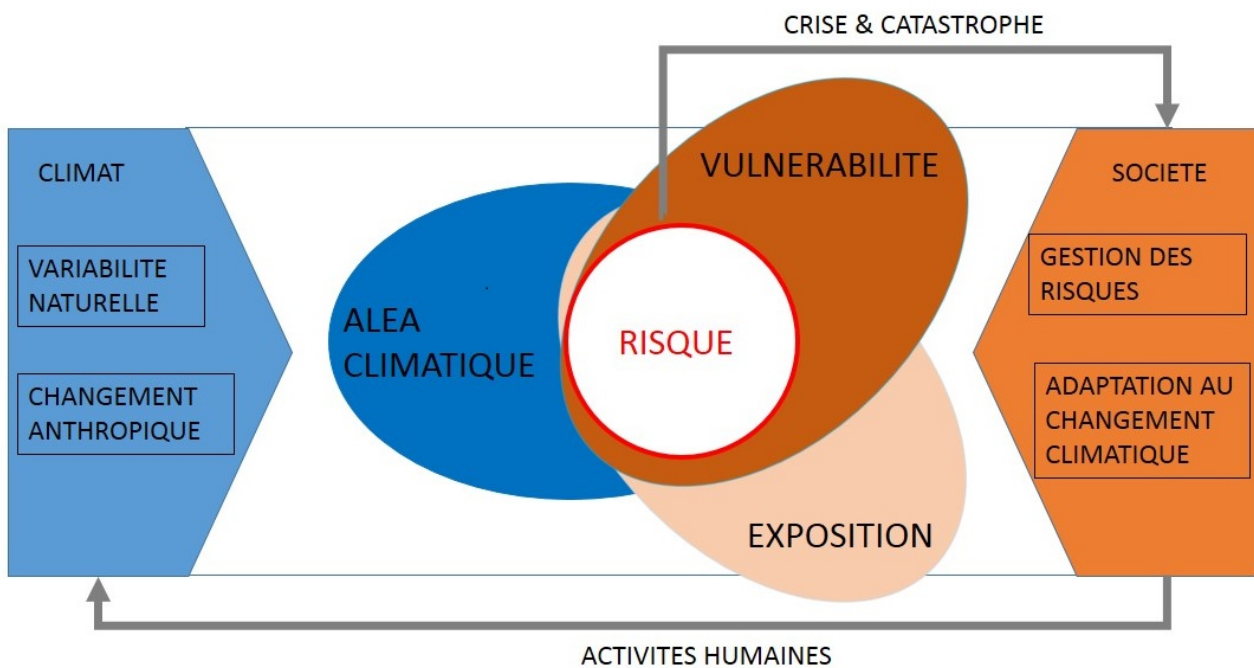 CRISE & CATASTROPHE
CLIMAT
VARIABILITE
NATURELLE
CHANGEMENT
ANTHROPIQUE
ALEA
CLIMATIQUE
RISQUE
VULNERABILITE
EXPOSITION
SOCIETE
GESTION DES
RISQUES
ADAPTATION AU
CHANGEMENT
CLIMATIQUE
ACTIVITES HUMAINES